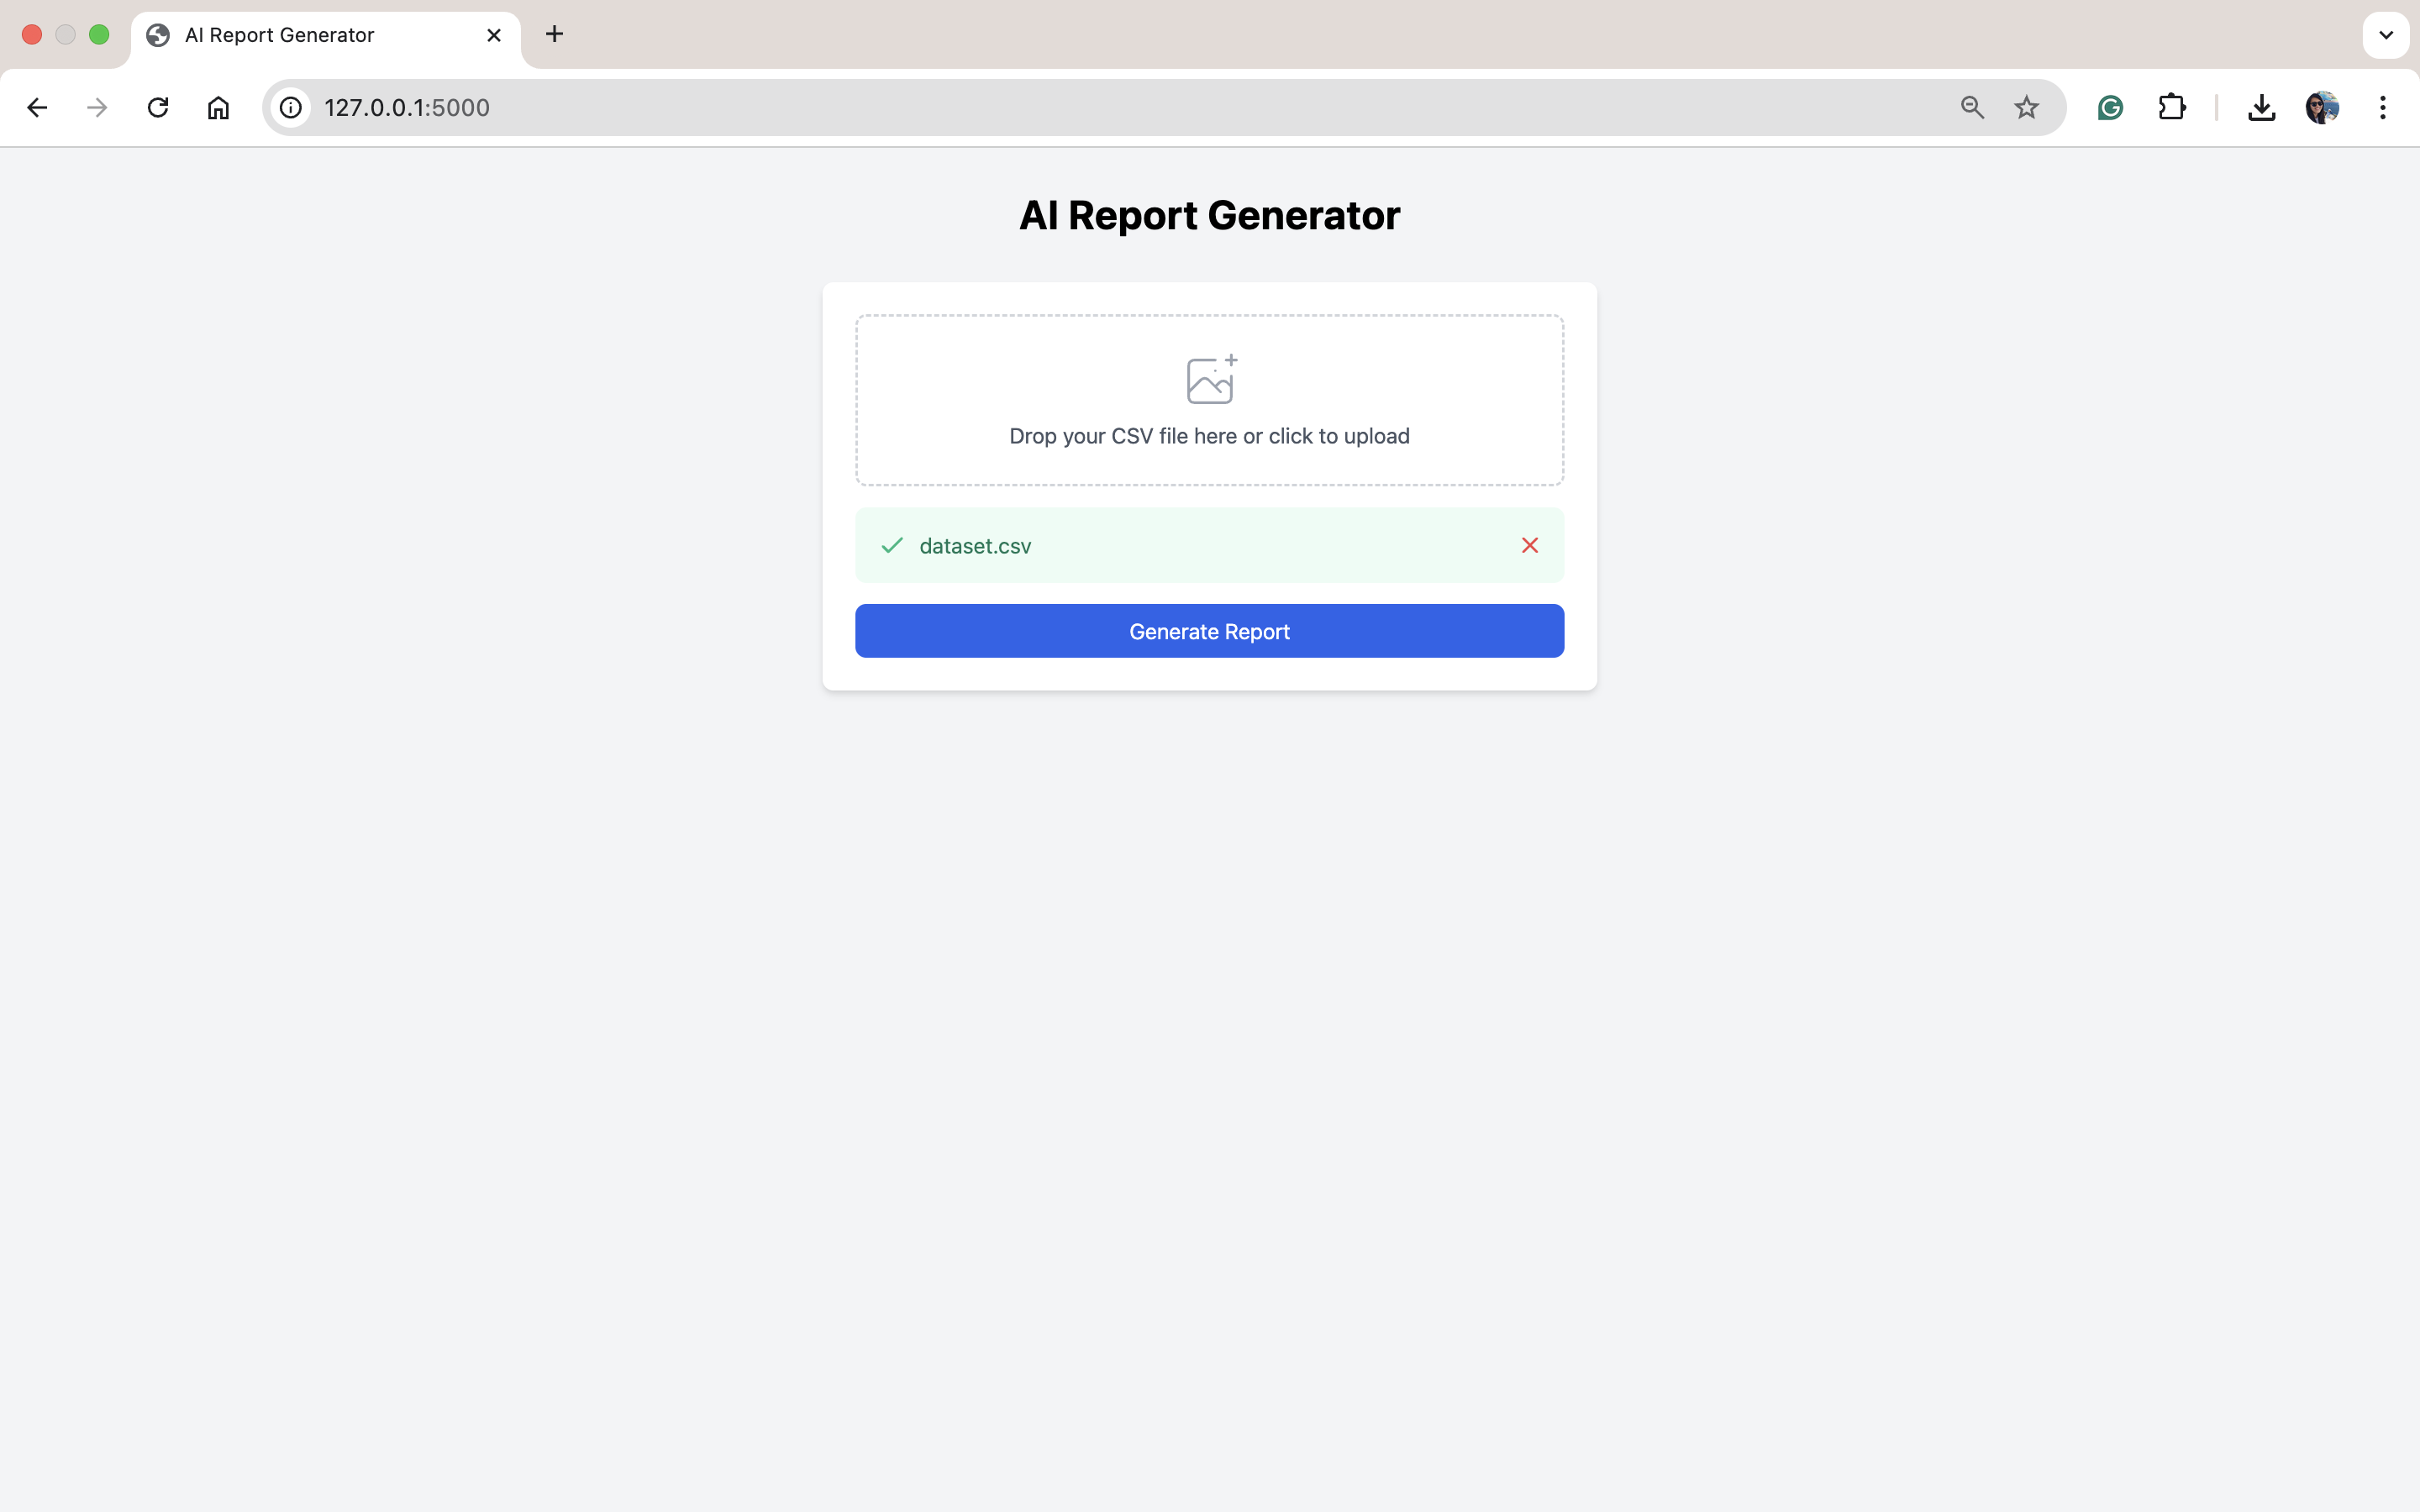 AI Report Generator
127.0.0.1:5000
AI Report Generator
Drop your CSV file here or click to upload
dataset.csv
Generate Report